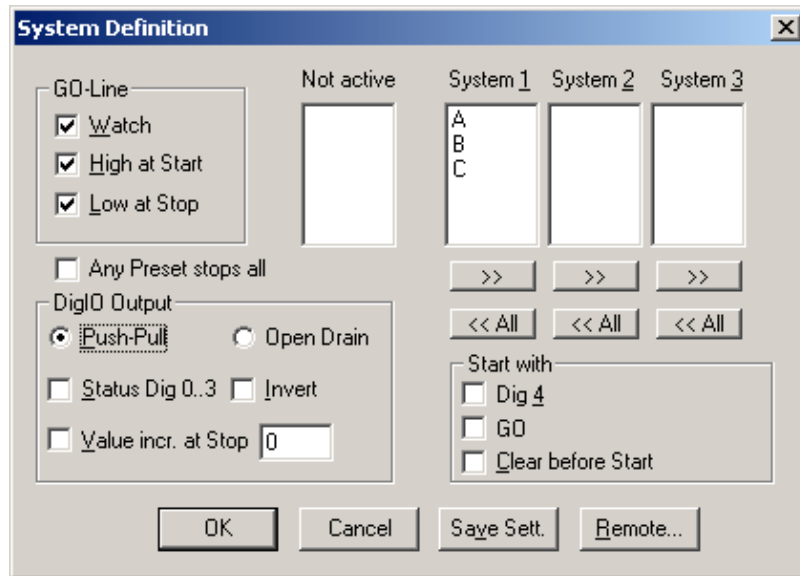 System Definition
GO-Line
Watch
High at Start
Low at Stop
Any Preset stops all
DigIO Output
Push-Pull
Open Drain
Status Dig 0..3
Invert
Value incr. at Stop
0
Not active
System 1
System 2
System 3
A
B
C
>>
>>
>>
<< All
<< All
<< All
Start with
Dig 4
GO
Clear before Start
OK
Cancel
Save Sett.
Remote...